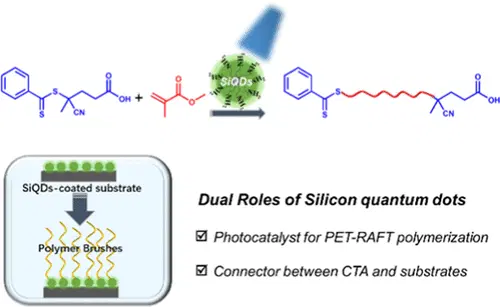 SiQDs
S
S
CN
O
OH
+
O
O
S
S
CN
O
OH
SiQDs-coated substrate
Polymer Brushes
Dual Roles of Silicon quantum dots
☑ Photocatalyst for PET-RAFT polymerization
☑ Connector between CTA and substrates